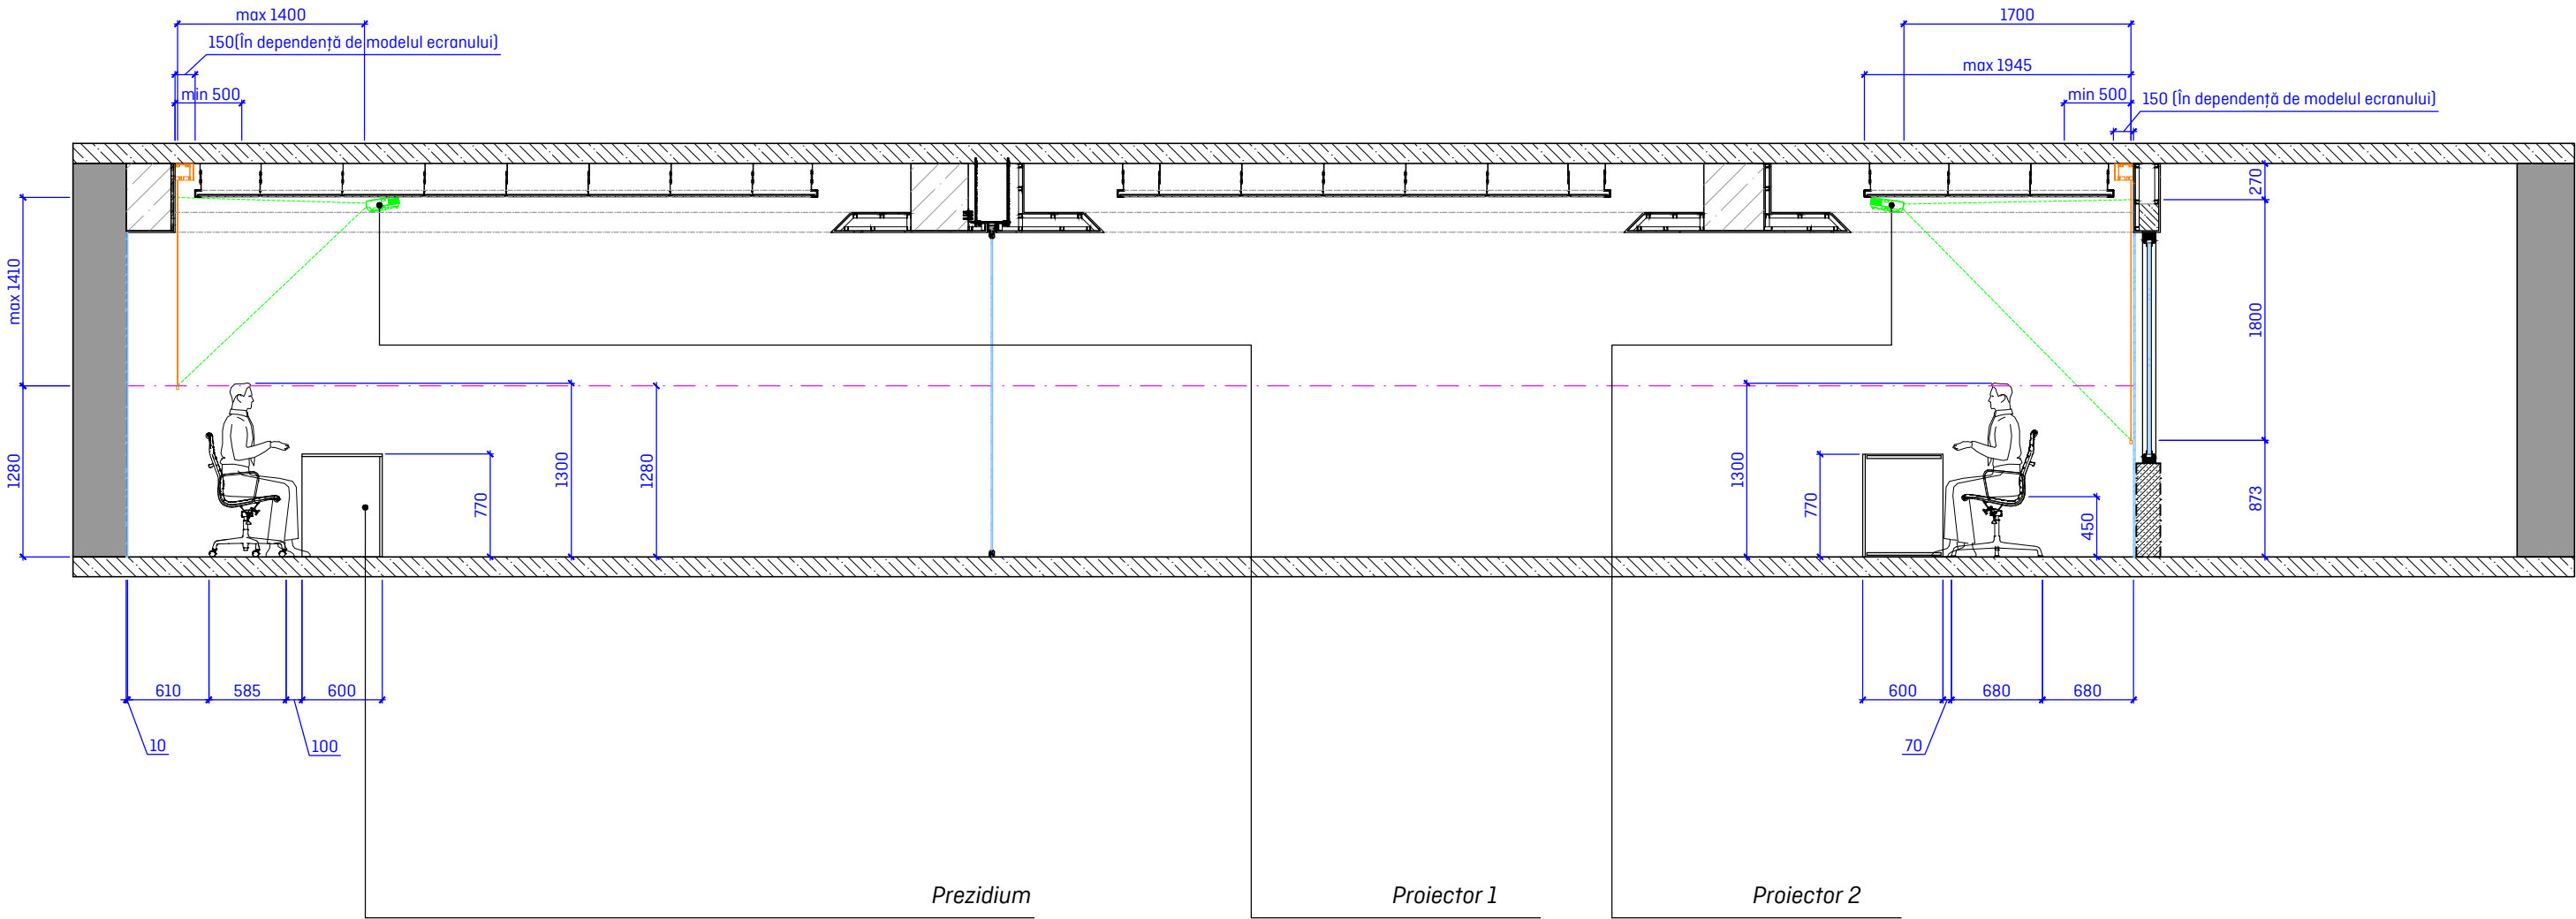 max 1400
1700
150(În dependență de modelul ecranului)
max 1945
min 500
min 500
150 (În dependență de modelul ecranului)
270
max 1410
1800
1280
770
1300
1280
1300
770
450
873
610
585
600
600
680
680
10
100
70
Prezidium
Proiector 1
Proiector 2